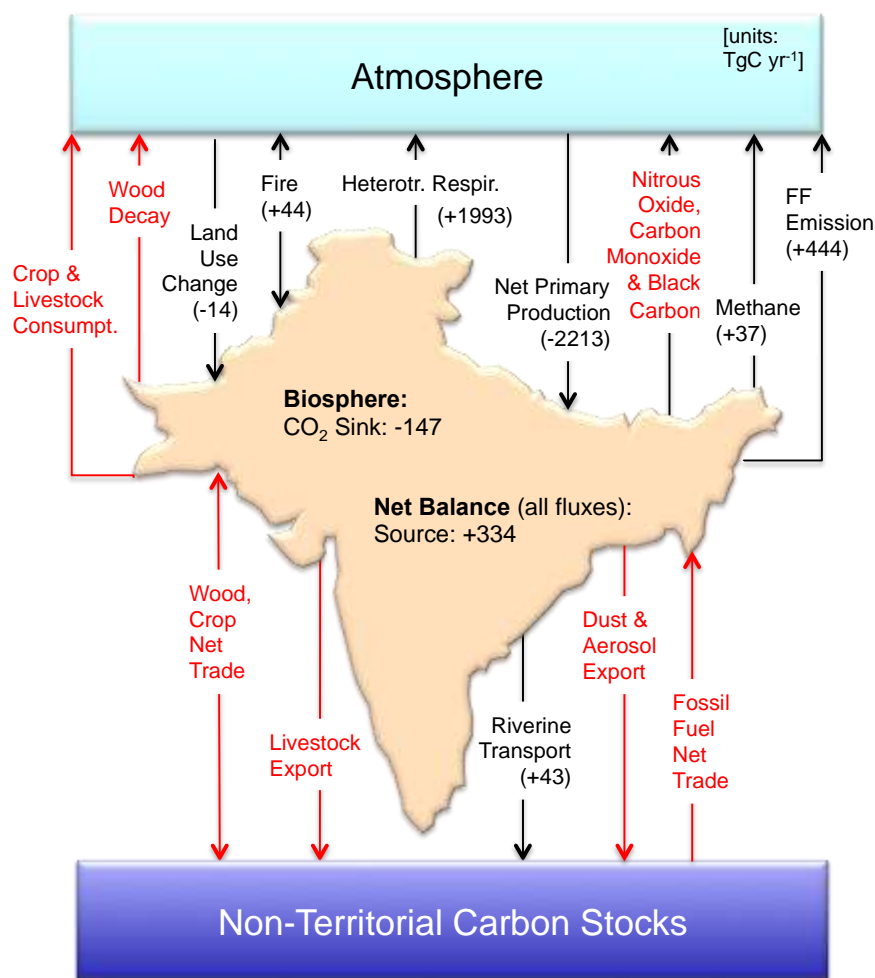 Atmosphere
[units:
TgC yr-1]
Wood
Decay
Crop &
Livestock
Consumpt.
Land
Use
Change
(-14)
Fire
(+44)
Heterotr. Respir.
(+1993)
Net Primary
Production
(-2213)
Nitrous
Oxide,
Carbon
Monoxide
& Black
Carbon
Methane
(+37)
FF
Emission
(+444)
Biosphere:
CO2 Sink: -147
Net Balance (all fluxes):
Source: +334
Wood,
Crop
Net
Trade
Livestock
Export
Riverine
Transport
(+43)
Dust &
Aerosol
Export
Fossil
Fuel
Net
Trade
Non-Territorial Carbon Stocks